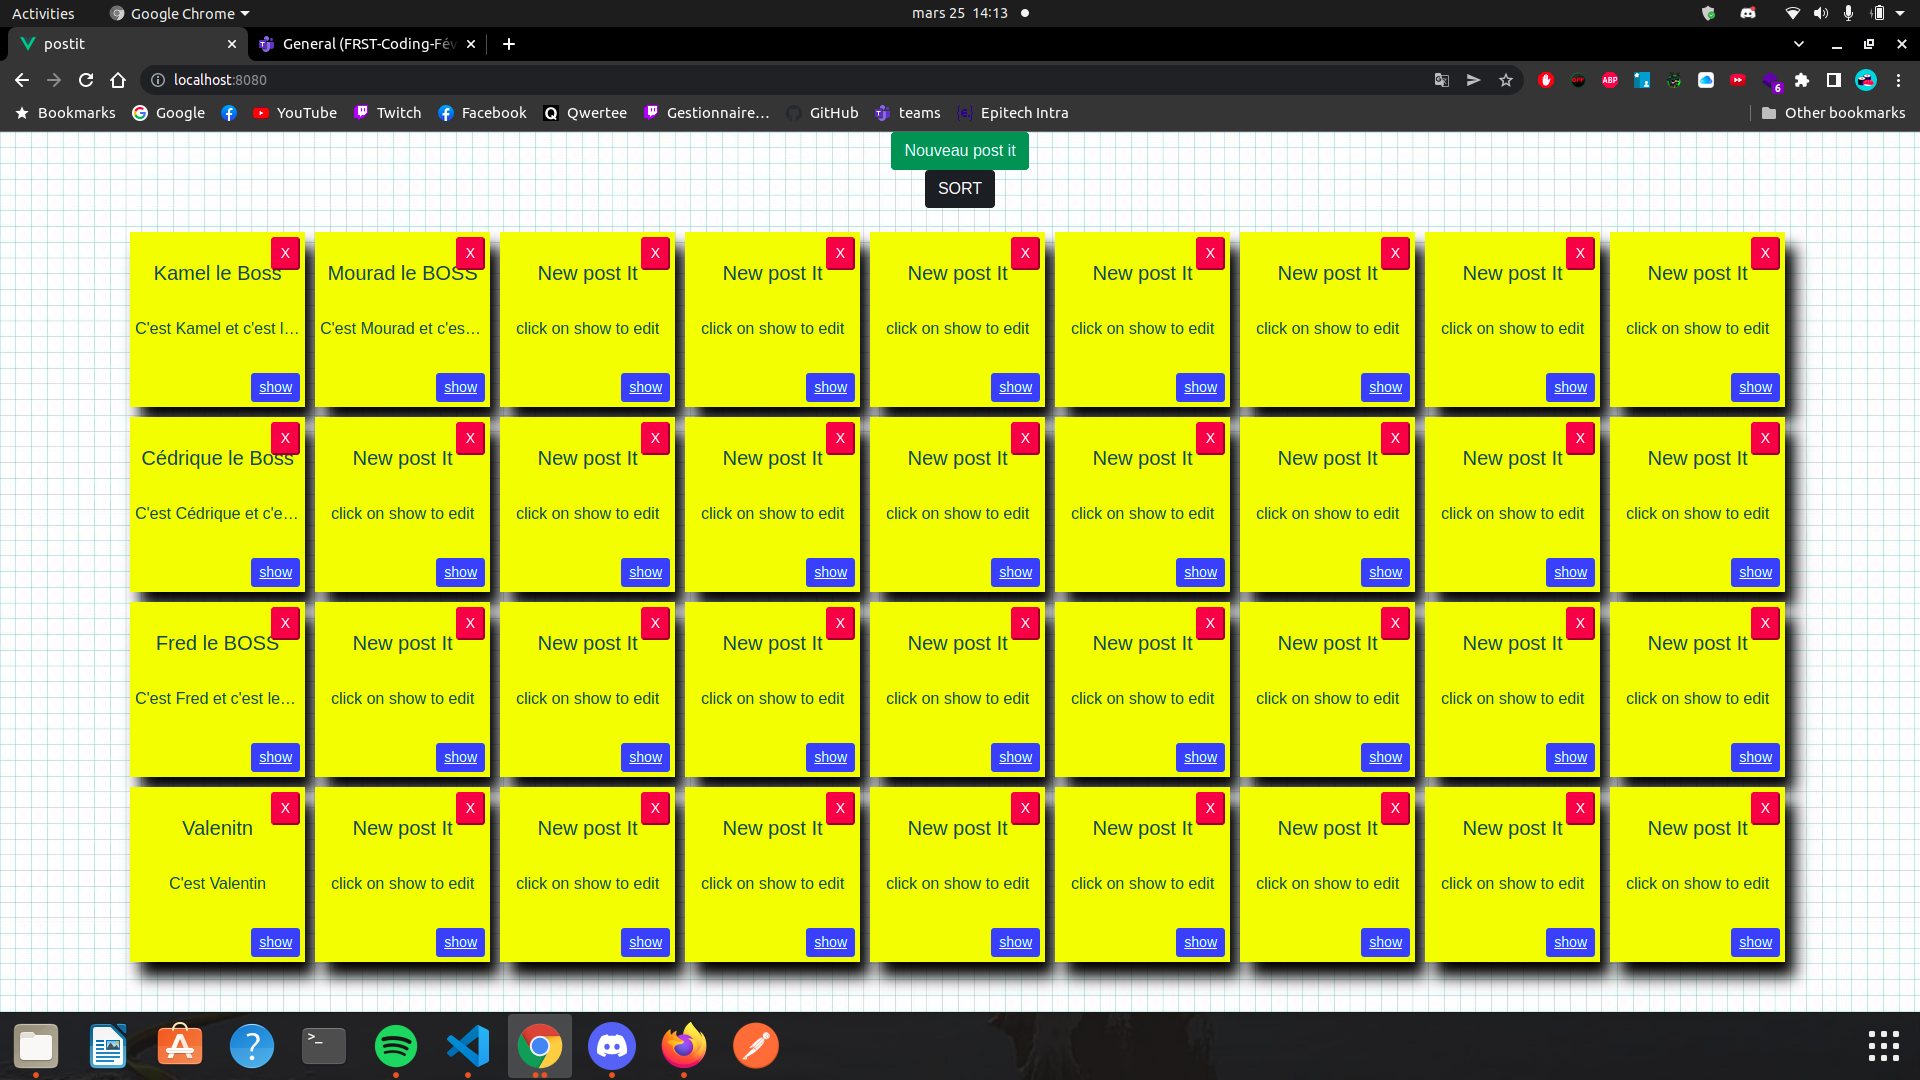 Activities Google Chrome mars 25 14:13
postit General (FRST-Coding-Fév
localhost:8080 OFF ABP 6
Bookmarks Google YouTube Twitch Facebook Qwertee Gestionnaire… GitHub teams Epitech Intra Other bookmarks
Nouveau post it
SORT
X X X X X X X X X
Kamel le Boss Mourad le BOSS New post It New post It New post It New post It New post It New post It New post It
C'est Kamel et c'est l… C'est Mourad et c'es… click on show to edit click on show to edit click on show to edit click on show to edit click on show to edit click on show to edit click on show to edit
show show show show show show show show show
X X X X X X X X X
Cédrique le Boss New post It New post It New post It New post It New post It New post It New post It New post It
C'est Cédrique et c'e… click on show to edit click on show to edit click on show to edit click on show to edit click on show to edit click on show to edit click on show to edit click on show to edit
show show show show show show show show show
X X X X X X X X X
Fred le BOSS New post It New post It New post It New post It New post It New post It New post It New post It
C'est Fred et c'est le… click on show to edit click on show to edit click on show to edit click on show to edit click on show to edit click on show to edit click on show to edit click on show to edit
show show show show show show show show show
X X X X X X X X X
Valenitn New post It New post It New post It New post It New post It New post It New post It New post It
C'est Valentin click on show to edit click on show to edit click on show to edit click on show to edit click on show to edit click on show to edit click on show to edit click on show to edit
show show show show show show show show show